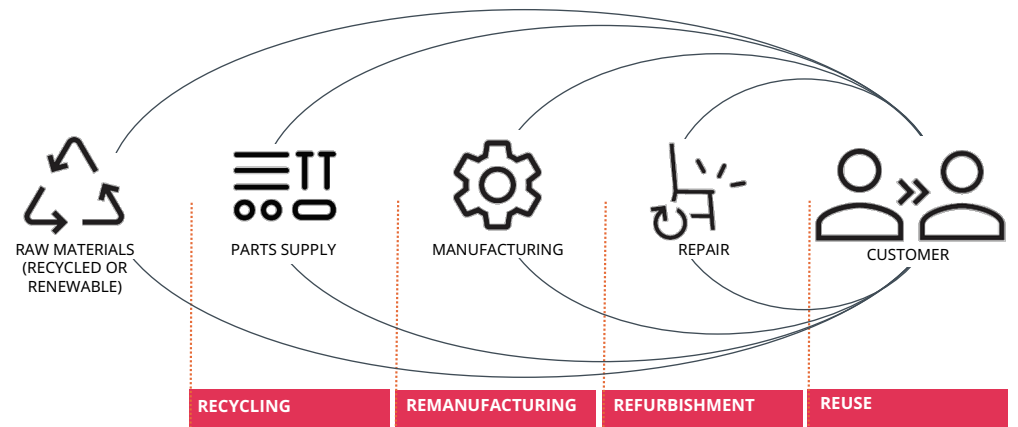 RAW MATERIALS
(RECYCLED OR
RENEWABLE)
PARTS SUPPLY
MANUFACTURING
REPAIR
CUSTOMER
RECYCLING
REMANUFACTURING
REFURBISHMENT
REUSE